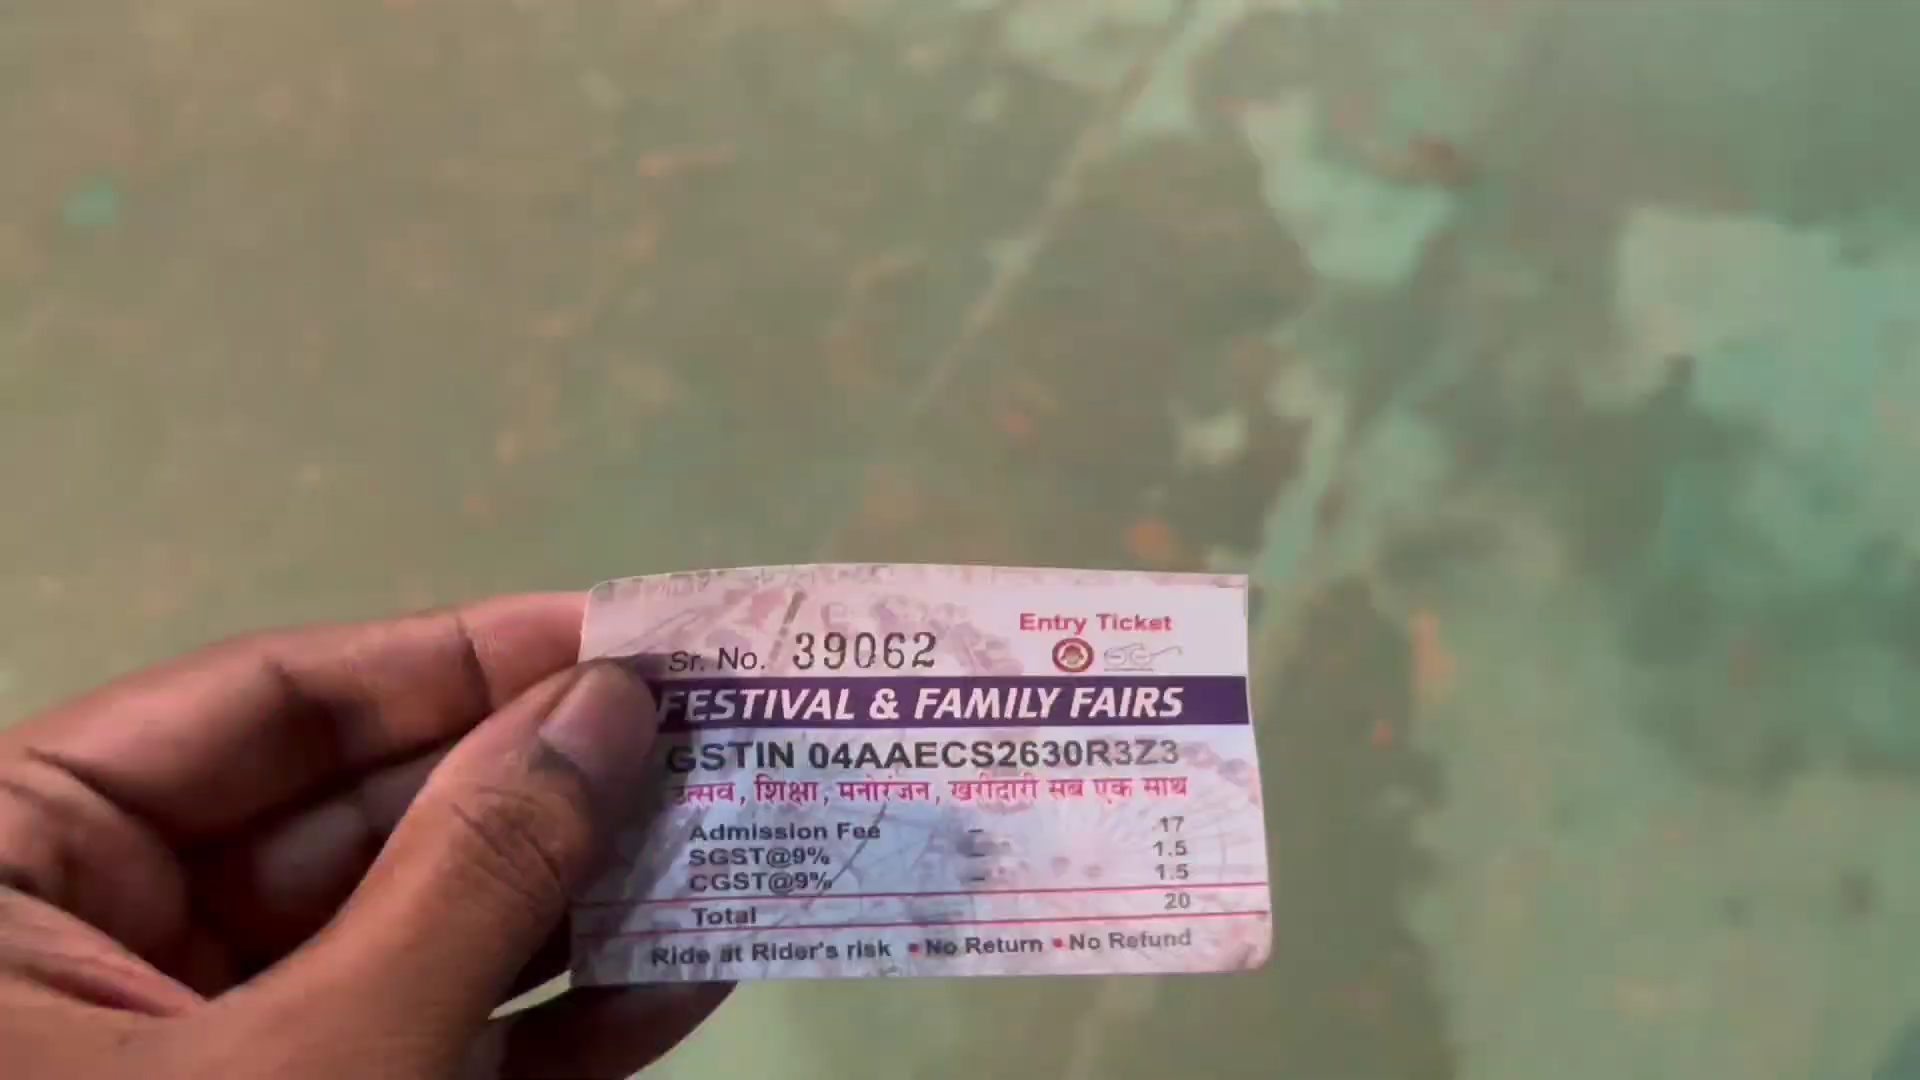 Entry Ticket
Sr. No. 39062
FESTIVAL & FAMILY FAIRS
GSTIN 04AAECS2630R3Z3
उत्सव, शिक्षा, मनोरंजन, खरीदारी सब एक साथ
Admission Fee – 17
SGST@9% – 1.5
CGST@9% – 1.5
Total 20
Ride at Rider's risk • No Return • No Refund